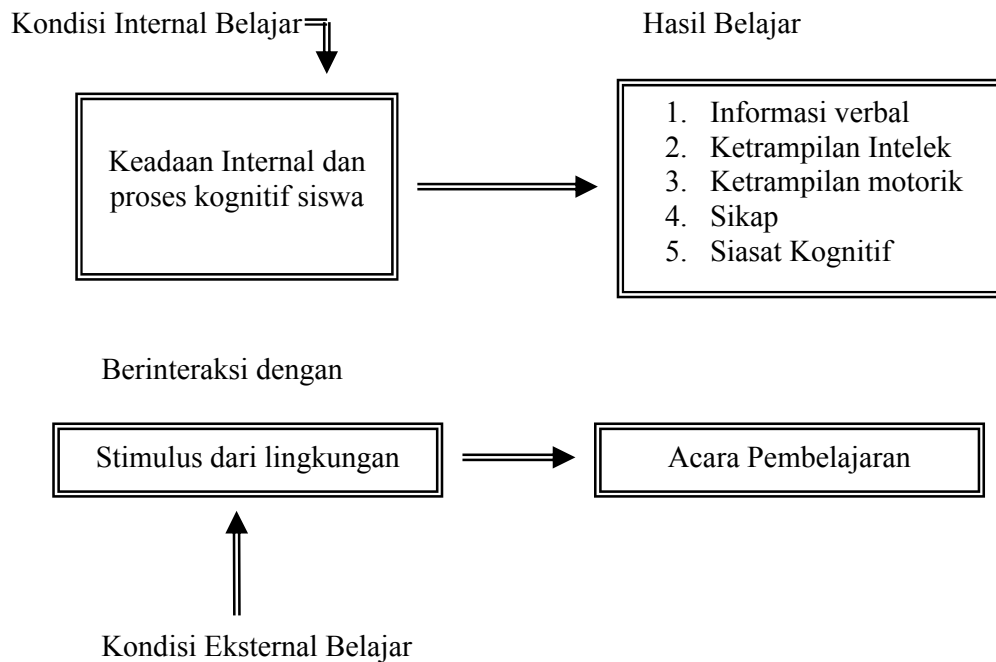 Kondisi Internal Belajar
Hasil Belajar
Keadaan Internal dan
proses kognitif siswa
1. Informasi verbal
2. Ketrampilan Intelek
3. Ketrampilan motorik
4. Sikap
5. Siasat Kognitif
Berinteraksi dengan
Stimulus dari lingkungan
Acara Pembelajaran
Kondisi Eksternal Belajar